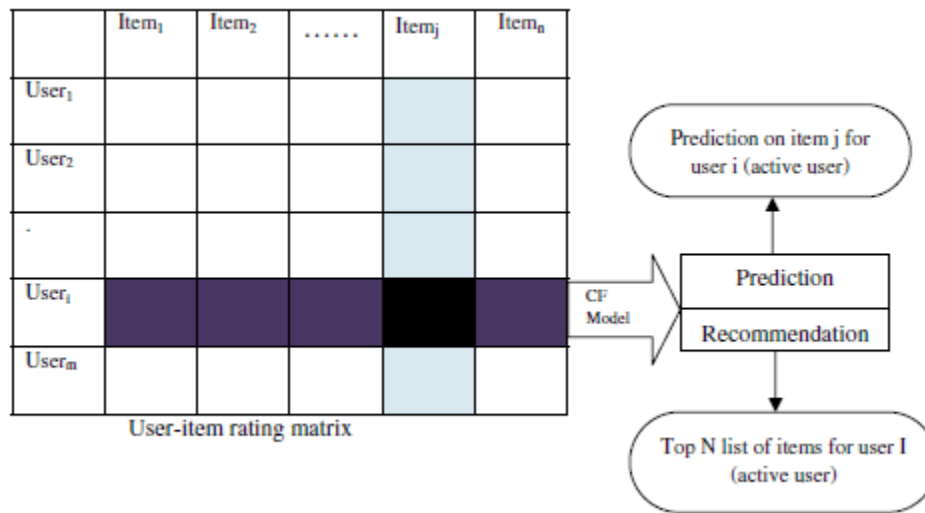 Item₁ Item₂ ...... Itemⱼ Itemₙ
User₁
User₂
.
Userᵢ
Userₘ
User-item rating matrix
CF
Model
Prediction on item j for
user i (active user)
Prediction
Recommendation
Top N list of items for user I
(active user)